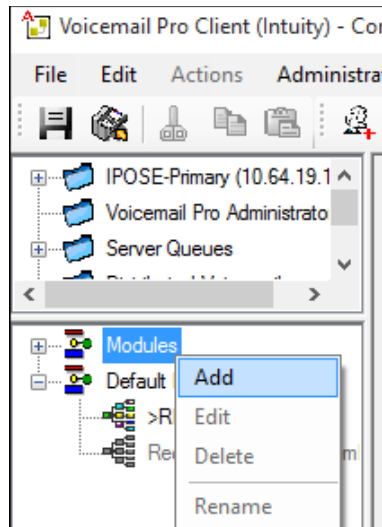 Voicemail Pro Client (Intuity) - Co
File Edit Actions Administra
IPOSE-Primary (10.64.19.1
Voicemail Pro Administrato
Server Queues
Modules
Default
Add
>R
Edit
Rec
Delete
Rename